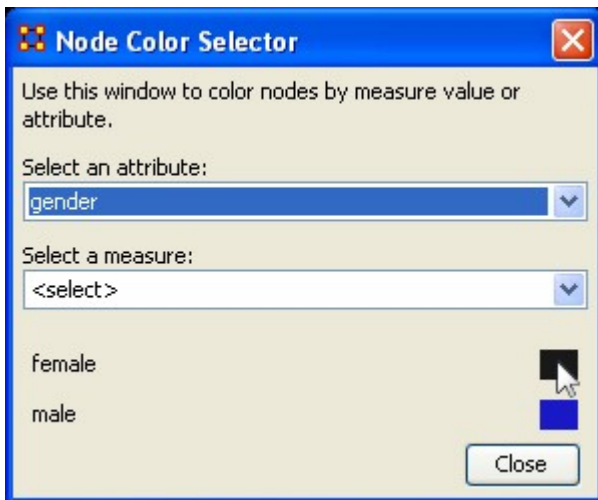 Node Color Selector
Use this window to color nodes by measure value or
attribute.
Select an attribute:
gender
Select a measure:
<select>
female
male
Close